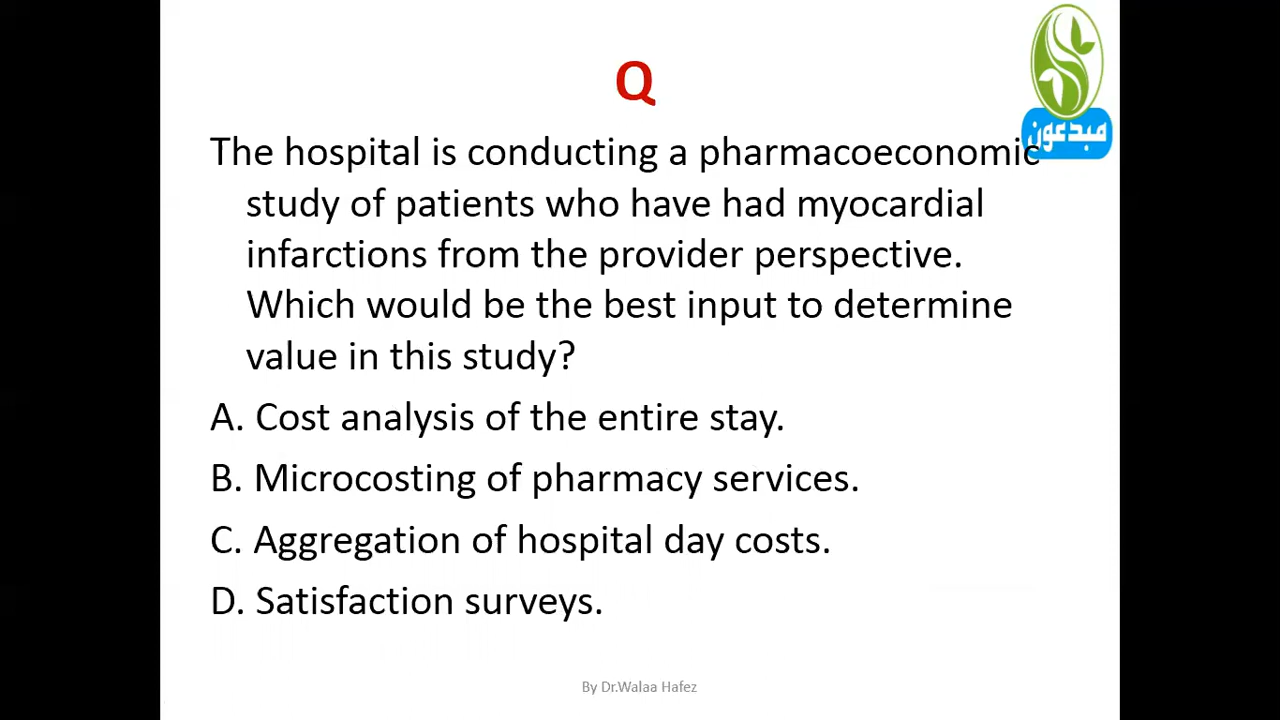 Q
مبدعون
The hospital is conducting a pharmacoeconomic
study of patients who have had myocardial
infarctions from the provider perspective.
Which would be the best input to determine
value in this study?
A. Cost analysis of the entire stay.
B. Microcosting of pharmacy services.
C. Aggregation of hospital day costs.
D. Satisfaction surveys.
By Dr.Walaa Hafez